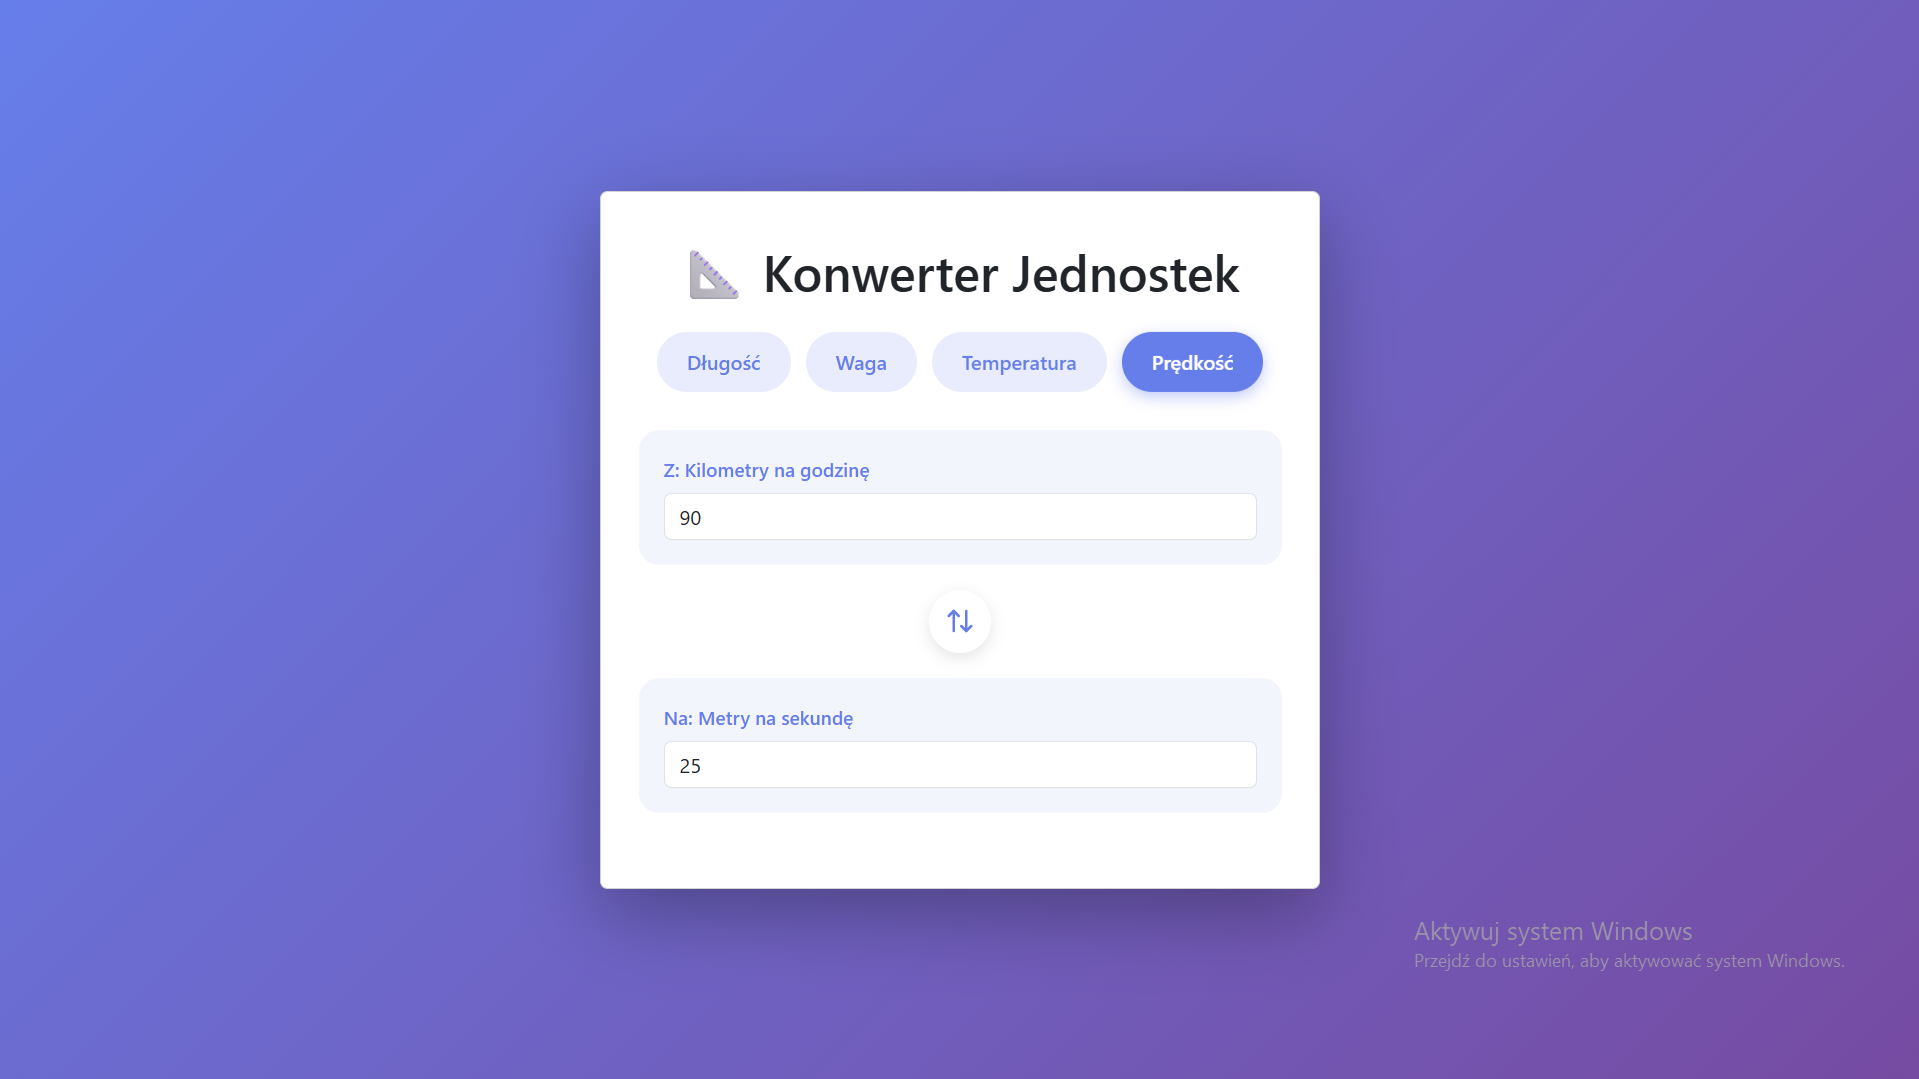 Konwerter Jednostek
Długość Waga Temperatura Prędkość
Z: Kilometry na godzinę
90
Na: Metry na sekundę
25
Aktywuj system Windows
Przejdź do ustawień, aby aktywować system Windows.